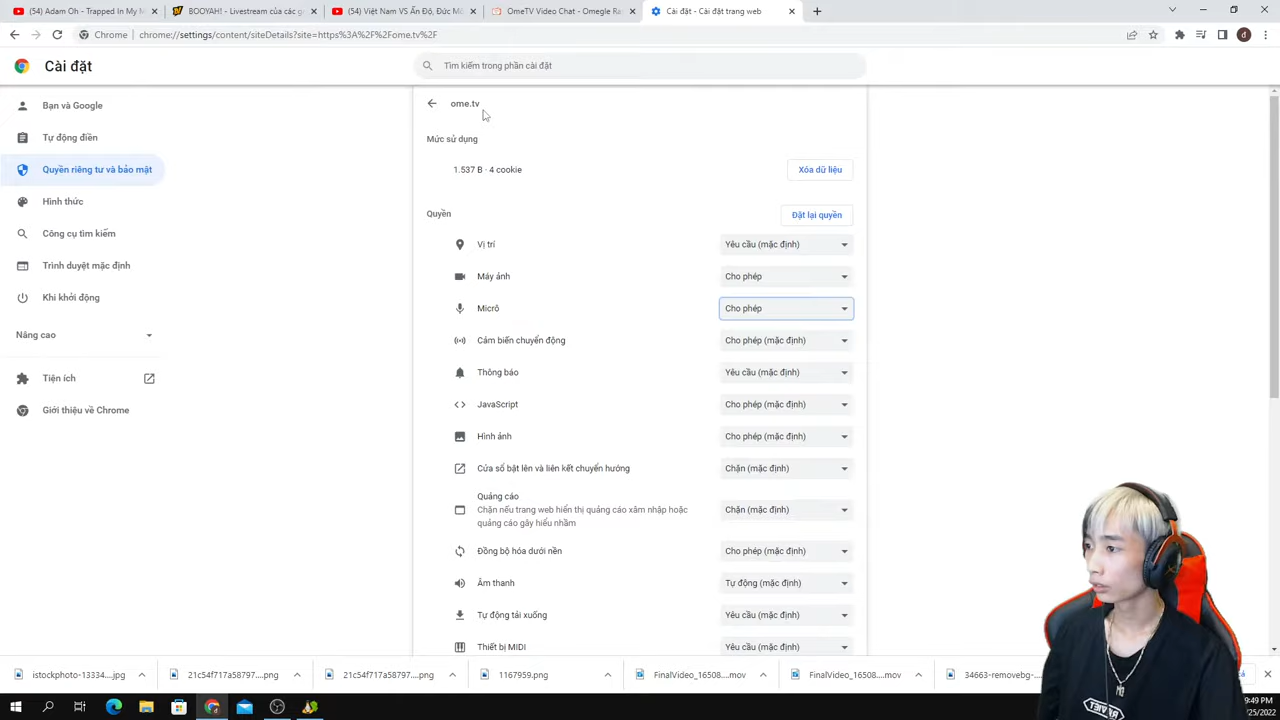 (54) Adam Oh - Trapped In My M
BOOYAH! - Livestream của các g
(54) Việt Nam VS Ấn Độ, Đức Mố
OmeTV Video Chat - Omegle Ra
Cài đặt - Cài đặt trang web
Chrome
chrome://settings/content/siteDetails?site=https%3A%2F%2Fome.tv%2F
đ
Cài đặt
Tìm kiếm trong phần cài đặt
Bạn và Google
Tự động điền
Quyền riêng tư và bảo mật
Hình thức
Công cụ tìm kiếm
Trình duyệt mặc định
Khi khởi động
Nâng cao
Tiện ích
Giới thiệu về Chrome
ome.tv
Mức sử dụng
1.537 B · 4 cookie
Xóa dữ liệu
Quyền
Đặt lại quyền
Vị trí
Yêu cầu (mặc định)
Máy ảnh
Cho phép
Micrô
Cho phép
Cảm biến chuyển động
Cho phép (mặc định)
Thông báo
Yêu cầu (mặc định)
JavaScript
Cho phép (mặc định)
Hình ảnh
Cho phép (mặc định)
Cửa sổ bật lên và liên kết chuyển hướng
Chặn (mặc định)
Quảng cáo
Chặn nếu trang web hiển thị quảng cáo xâm nhập hoặc
quảng cáo gây hiểu nhầm
Chặn (mặc định)
Đồng bộ hóa dưới nền
Cho phép (mặc định)
Âm thanh
Tự động (mặc định)
Tự động tải xuống
Yêu cầu (mặc định)
Thiết bị MIDI
Yêu cầu (mặc định)
istockphoto-13334....jpg
21c54f717a58797....png
21c54f717a58797....png
1167959.png
FinalVideo_16508....mov
FinalVideo_16508....mov
34663-removebg-...
9:49 PM
/25/2022